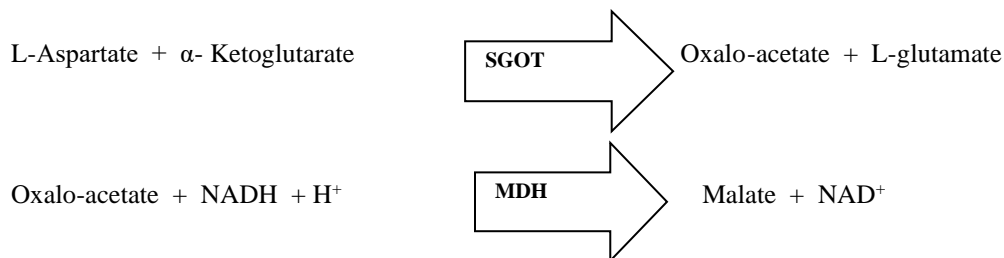 L-Aspartate + α- Ketoglutarate SGOT Oxalo-acetate + L-glutamate
Oxalo-acetate + NADH + H⁺ MDH Malate + NAD⁺